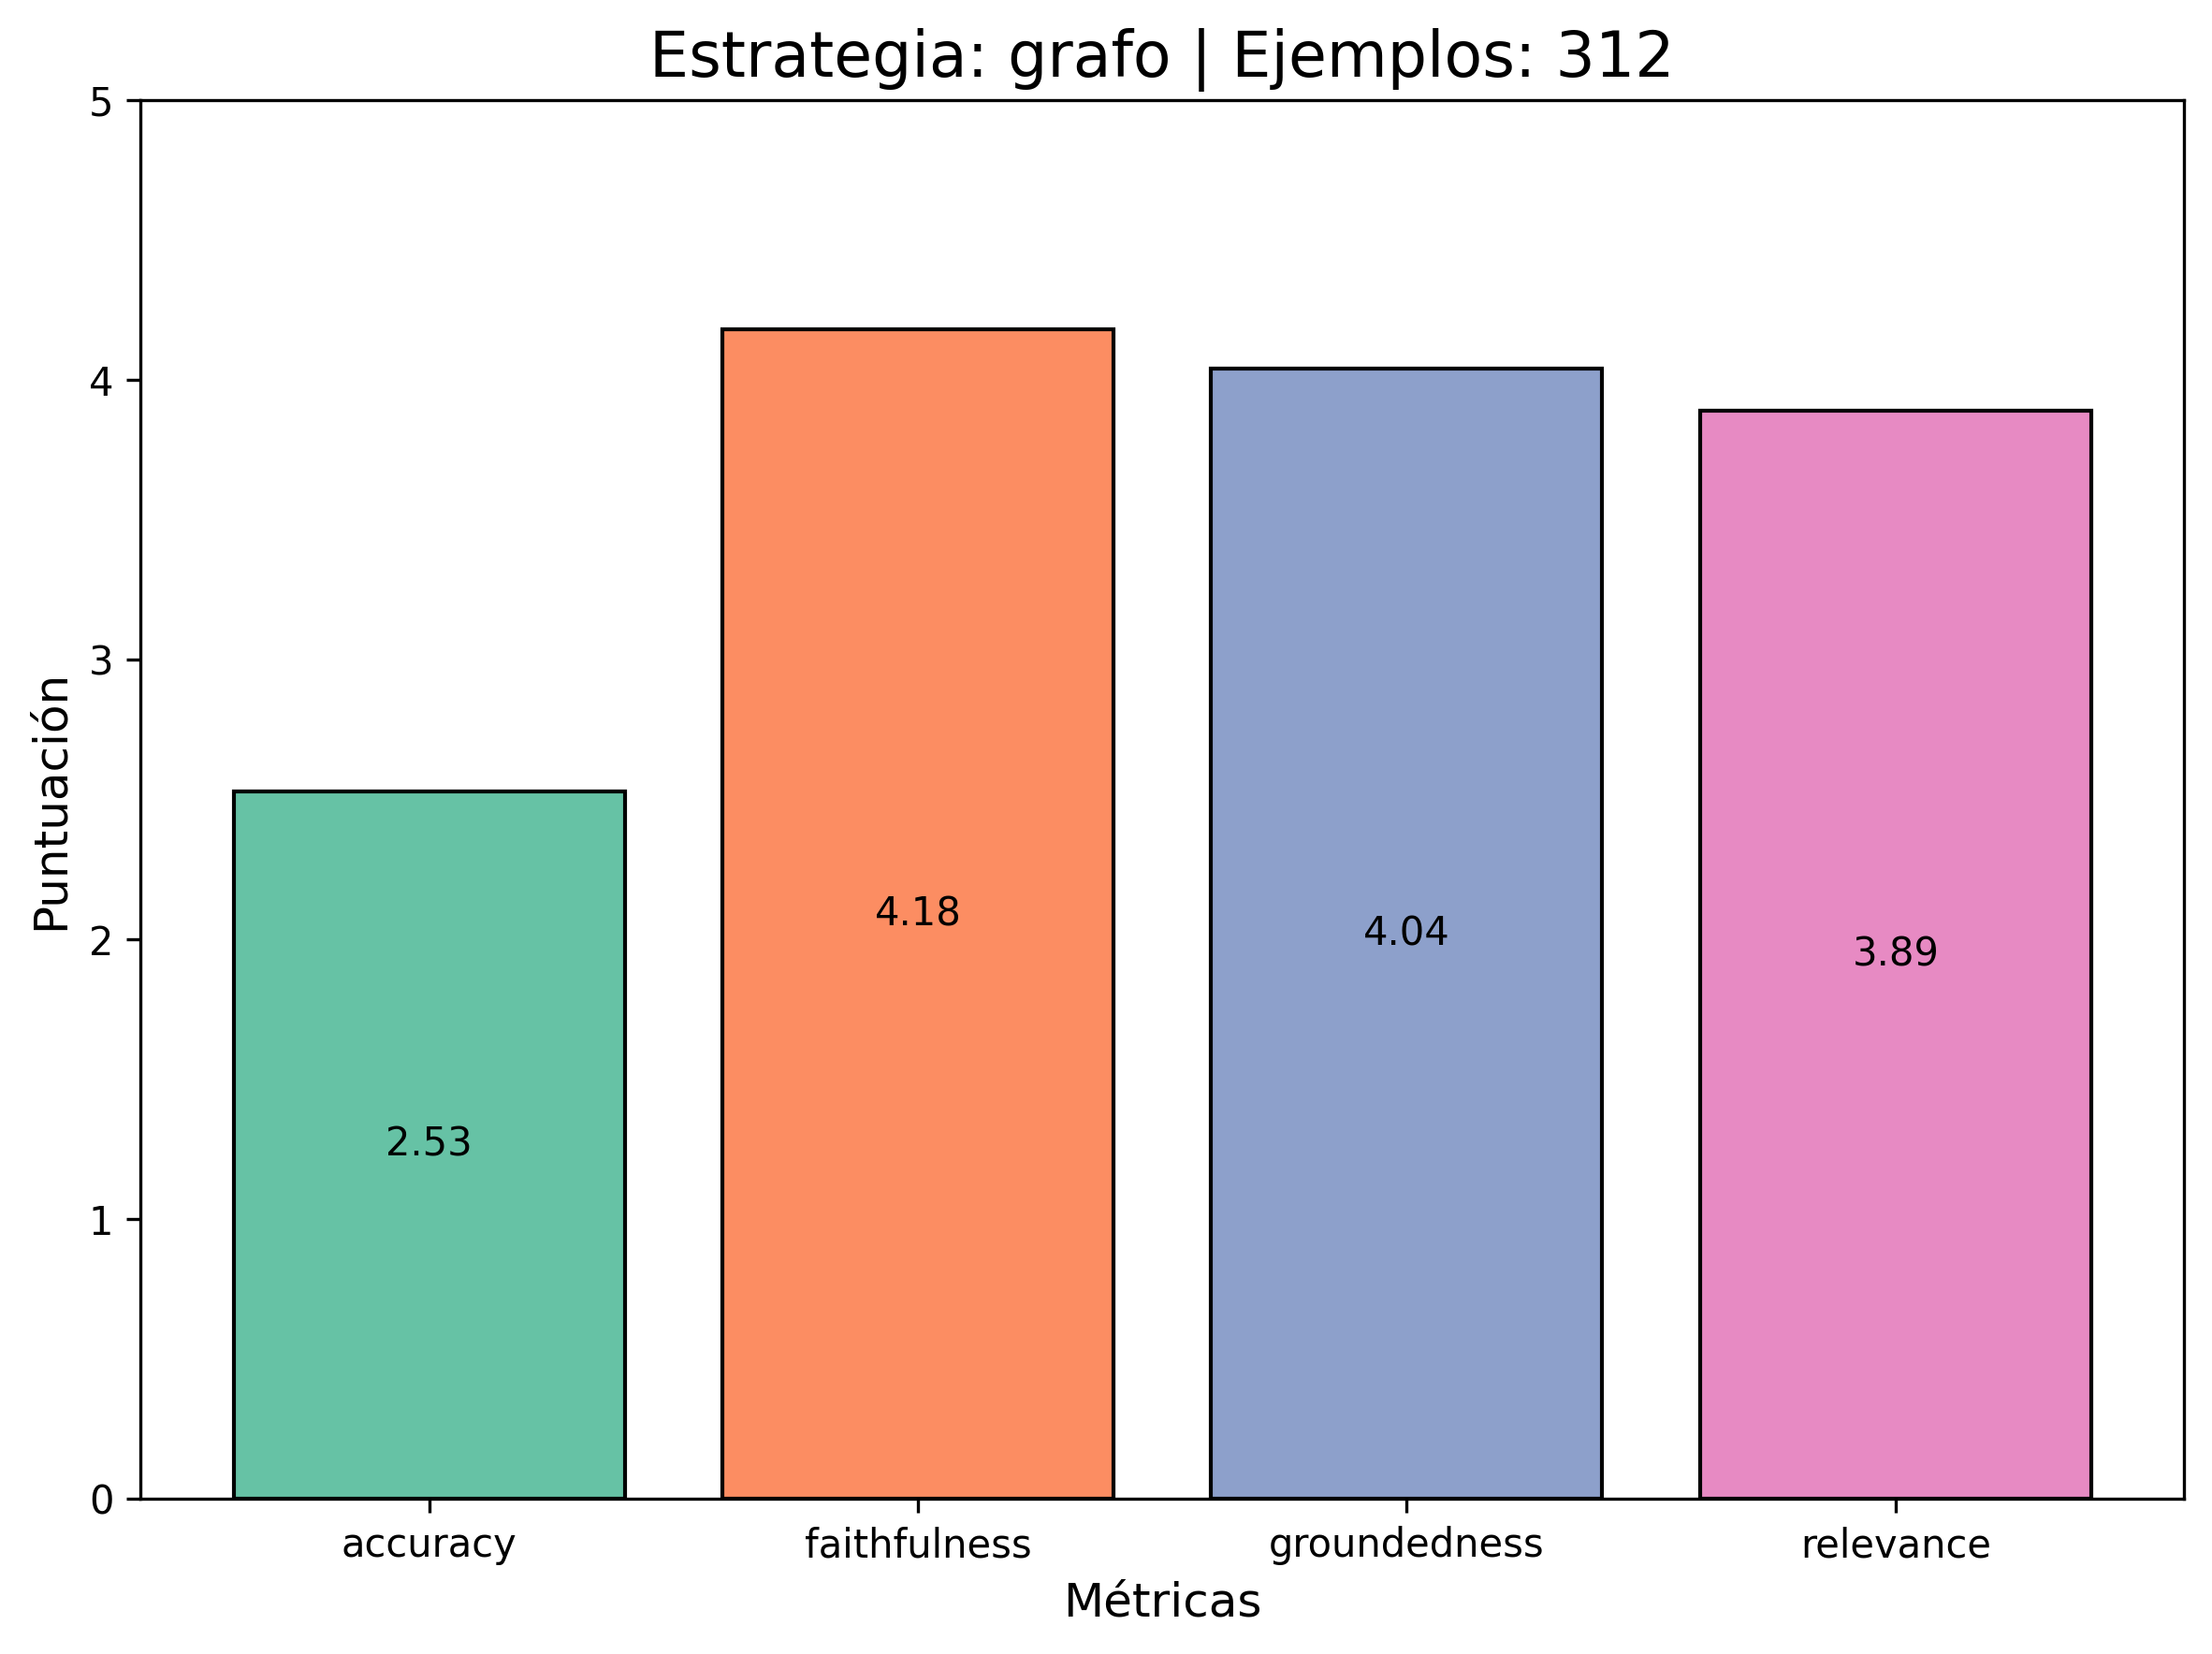 Estrategia: grafo | Ejemplos: 312
5
4
3
2
1
0
Puntuación
2.53
4.18
4.04
3.89
accuracy
faithfulness
groundedness
relevance
Métricas